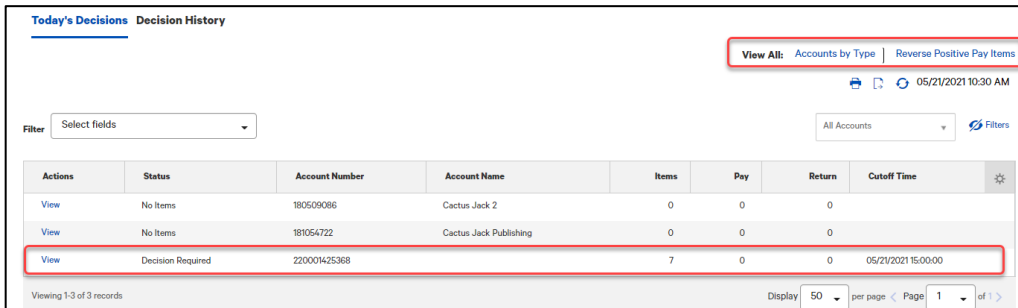 Today's Decisions Decision History
View All: Accounts by Type | Reverse Positive Pay Items
05/21/2021 10:30 AM
Filter Select fields All Accounts Filters
Actions Status Account Number Account Name Items Pay Return Cutoff Time
View No Items 180509086 Cactus Jack 2 0 0 0
View No Items 181054722 Cactus Jack Publishing 0 0 0
View Decision Required 220001425368 7 0 0 05/21/2021 15:00:00
Viewing 1-3 of 3 records Display 50 per page < Page 1 of 1 >